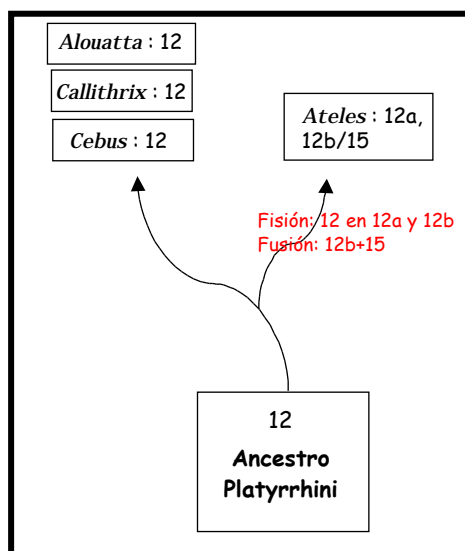 Alouatta : 12
Callithrix : 12
Cebus : 12
Ateles : 12a,
12b/15
Fisión: 12 en 12a y 12b
Fusión: 12b+15
12
Ancestro
Platyrrhini